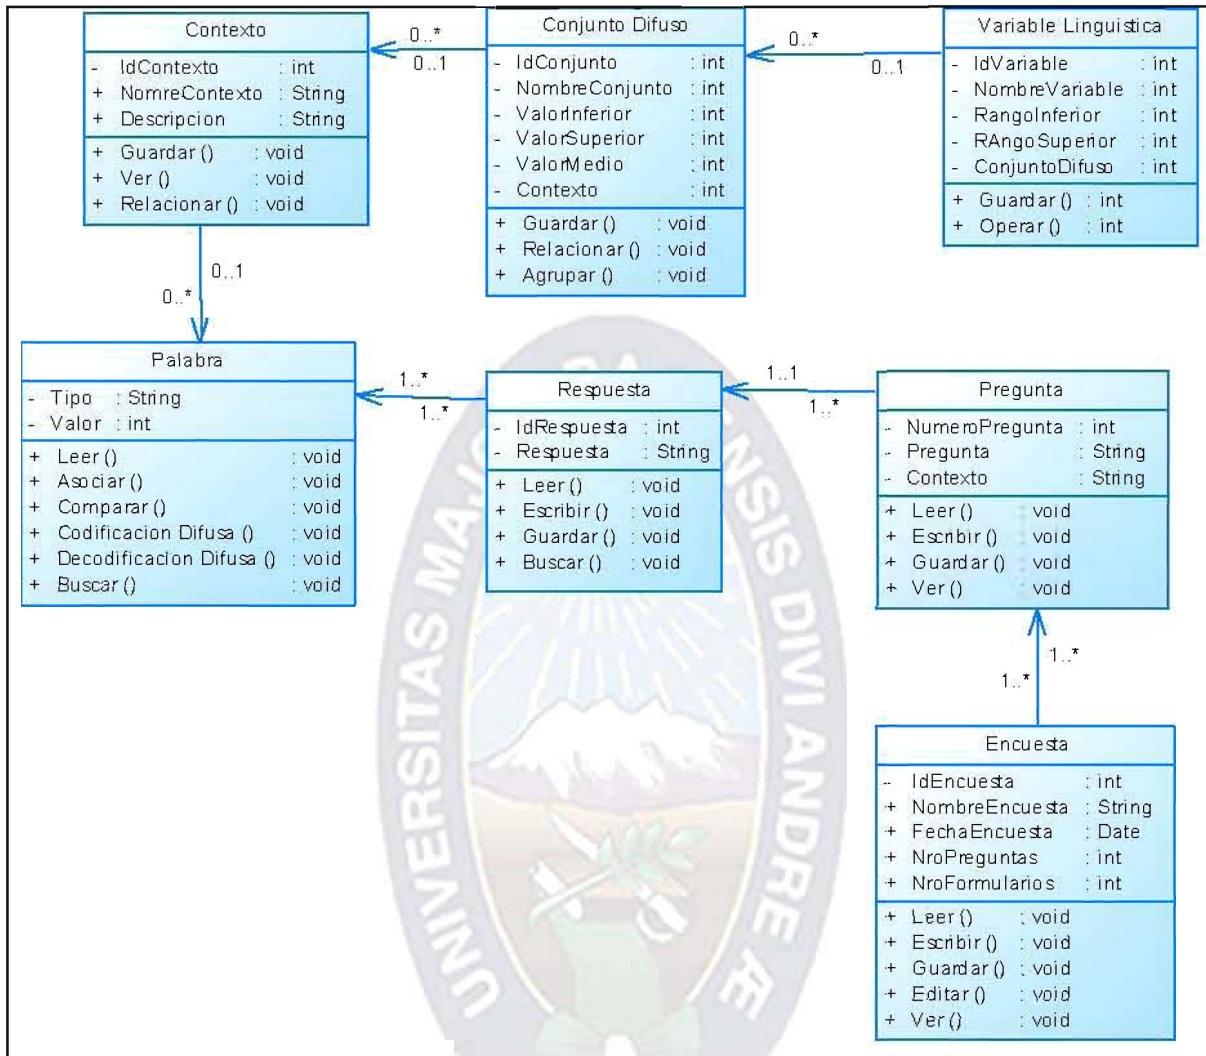 Contexto
- IdContexto : int
+ NomreContexto : String
+ Descripcion : String
+ Guardar () : void
+ Ver () : void
+ Relacionar () : void
0..*
0..1
Conjunto Difuso
- IdConjunto : int
- NombreConjunto : int
- ValorInferior : int
- ValorSuperior : int
- ValorMedio : int
- Contexto : int
+ Guardar () : void
+ Relacionar () : void
+ Agrupar () : void
0..*
0..1
Variable Linguistica
- IdVariable : int
- NombreVariable : int
- RangoInferior : int
- RAngoSuperior : int
- ConjuntoDifuso : int
+ Guardar () : int
+ Operar () : int
0..1
0..*
Palabra
- Tipo : String
- Valor : int
+ Leer () : void
+ Asociar () : void
+ Comparar () : void
+ Codificacion Difusa () : void
+ Decodificacion Difusa () : void
+ Buscar () : void
1..*
1..*
Respuesta
- IdRespuesta : int
- Respuesta : String
+ Leer () : void
+ Escribir () : void
+ Guardar () : void
+ Buscar () : void
1..1
1..*
Pregunta
- NumeroPregunta : int
- Pregunta : String
- Contexto : String
+ Leer () : void
+ Escribir () : void
+ Guardar () : void
+ Ver () : void
1..*
1..*
Encuesta
- IdEncuesta : int
+ NombreEncuesta : String
+ FechaEncuesta : Date
+ NroPreguntas : int
+ NroFormularios : int
+ Leer () : void
+ Escribir () : void
+ Guardar () : void
+ Editar () : void
+ Ver () : void
UNIVERSITAS MAJOR PACENSIS DIVI ANDRE Æ